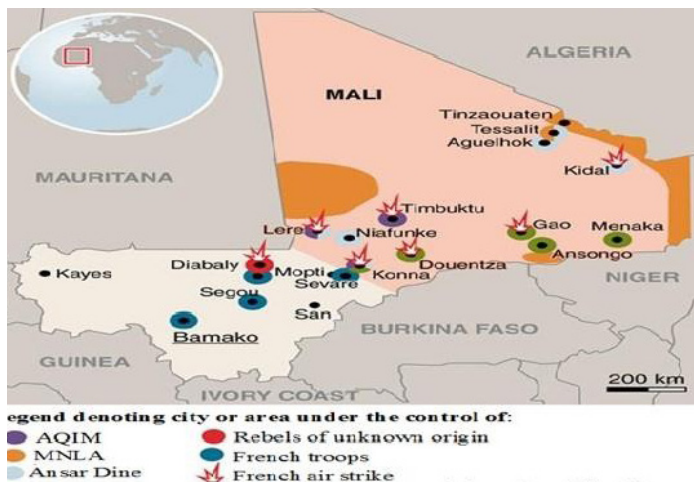 ALGERIA
MALI
Tinzaouaten
Tessalit
Aguelhok
Kidal
MAURITANA
Timbuktu
Lere
Niafunke
Gao
Menaka
Ansongo
Diabaly
Mopti
Konna
Douentza
Kayes
Sevare
NIGER
Segou
San
Bamako
BURKINA FASO
GUINEA
IVORY COAST
200 km
egend denoting city or area under the control of:
AQIM
Rebels of unknown origin
MNLA
French troops
Ansar Dine
French air strike